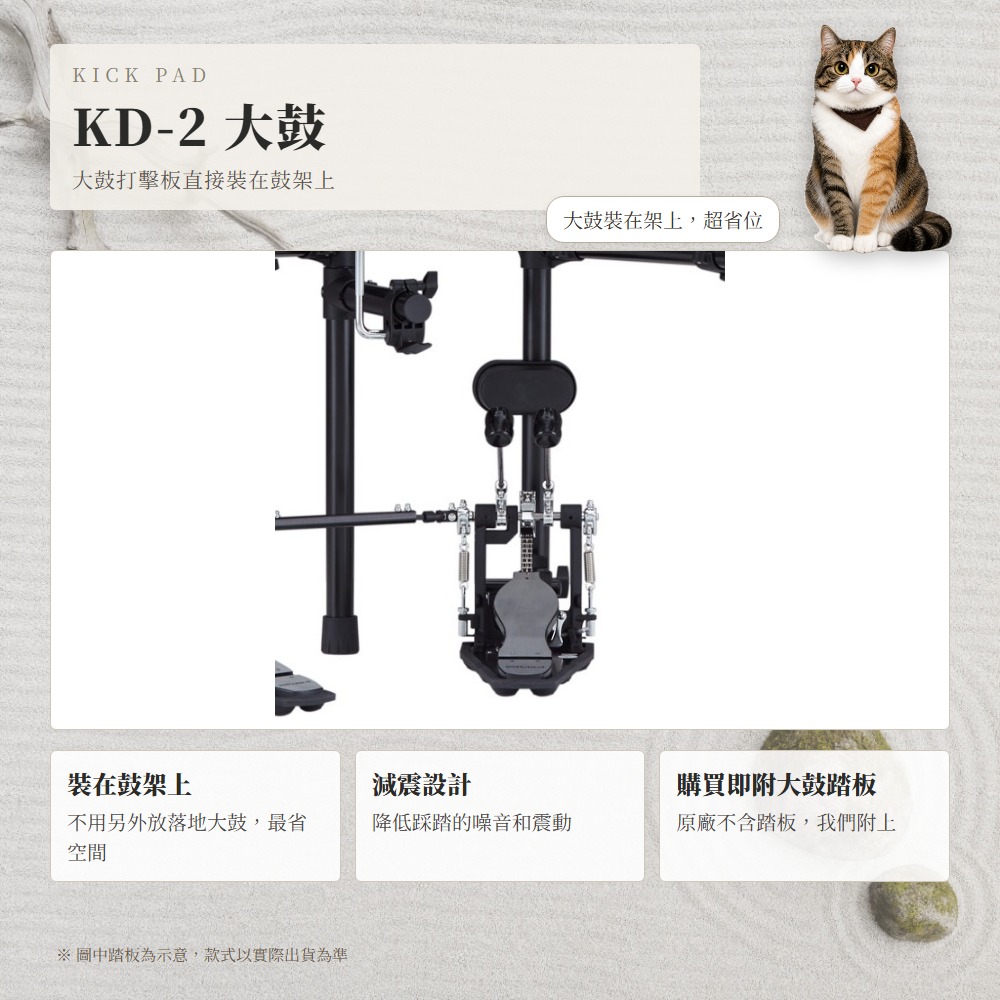 KICK PAD
KD-2 大鼓
大鼓打擊板直接裝在鼓架上
大鼓裝在架上，超省位
裝在鼓架上
不用另外放落地大鼓，最省
空間
減震設計
降低踩踏的噪音和震動
購買即附大鼓踏板
原廠不含踏板，我們附上
※ 圖中踏板為示意，款式以實際出貨為準